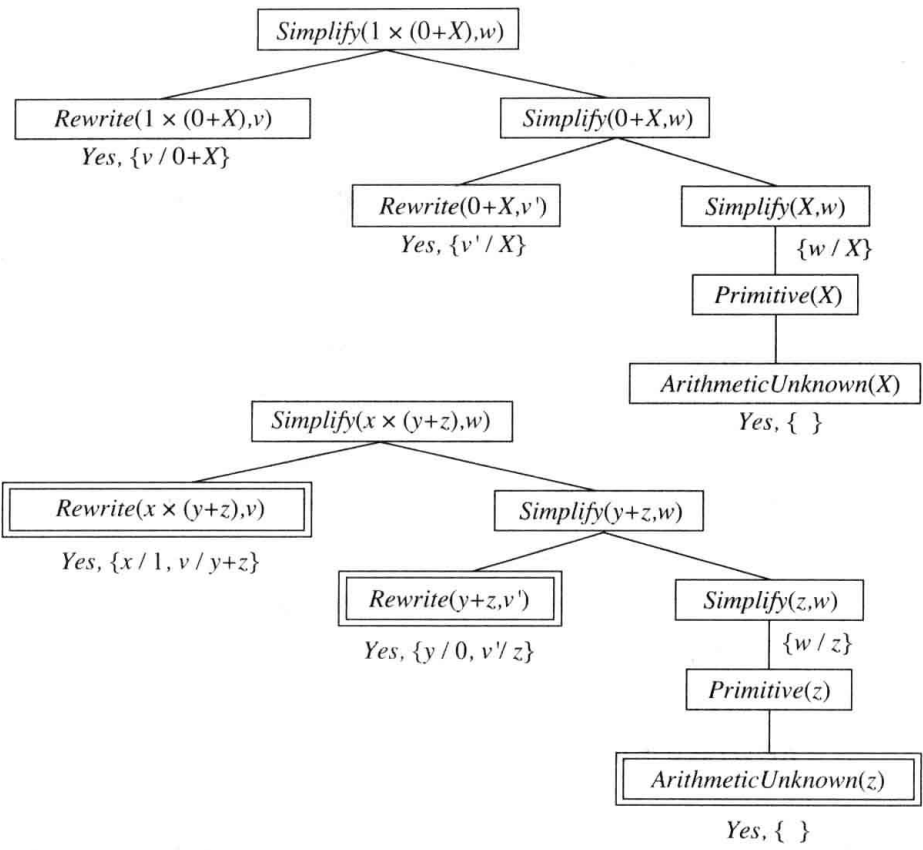 Simplify(1 × (0+X),w)
Rewrite(1 × (0+X),v)
Simplify(0+X,w)
Yes, {v / 0+X}
Rewrite(0+X,v')
Simplify(X,w)
Yes, {v' / X}
{w / X}
Primitive(X)
ArithmeticUnknown(X)
Yes, { }
Simplify(x × (y+z),w)
Rewrite(x × (y+z),v)
Simplify(y+z,w)
Yes, {x / 1, v / y+z}
Rewrite(y+z,v')
Simplify(z,w)
Yes, {y / 0, v'/ z}
{w / z}
Primitive(z)
ArithmeticUnknown(z)
Yes, { }